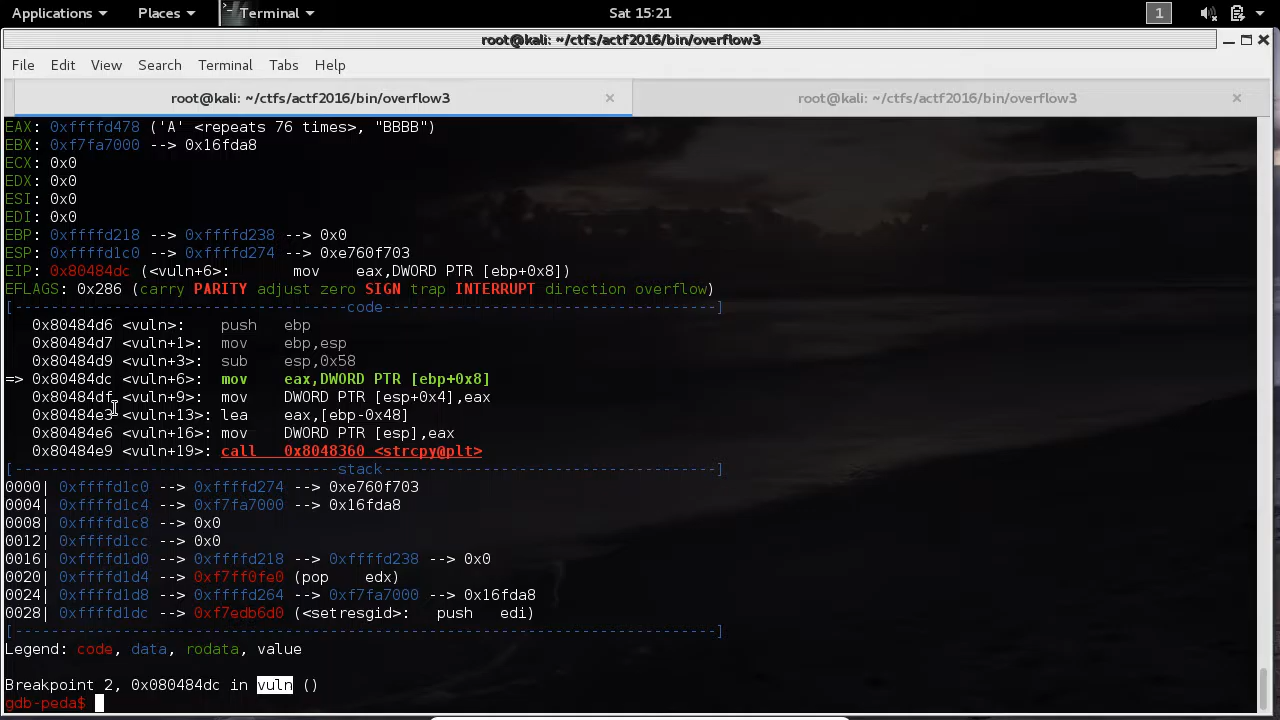 Applications Places Terminal Sat 15:21 1
root@kali: ~/ctfs/actf2016/bin/overflow3
File Edit View Search Terminal Tabs Help
root@kali: ~/ctfs/actf2016/bin/overflow3 × root@kali: ~/ctfs/actf2016/bin/overflow3 ×
EAX: 0xffffd478 ('A' <repeats 76 times>, "BBBB")
EBX: 0xf7fa7000 --> 0x16fda8
ECX: 0x0
EDX: 0x0
ESI: 0x0
EDI: 0x0
EBP: 0xffffd218 --> 0xffffd238 --> 0x0
ESP: 0xffffd1c0 --> 0xffffd274 --> 0xe760f703
EIP: 0x80484dc (<vuln+6>: mov eax,DWORD PTR [ebp+0x8])
EFLAGS: 0x286 (carry PARITY adjust zero SIGN trap INTERRUPT direction overflow)
[-------------------------------------code-------------------------------------]
0x80484d6 <vuln>: push ebp
0x80484d7 <vuln+1>: mov ebp,esp
0x80484d9 <vuln+3>: sub esp,0x58
=> 0x80484dc <vuln+6>: mov eax,DWORD PTR [ebp+0x8]
0x80484df <vuln+9>: mov DWORD PTR [esp+0x4],eax
0x80484e3 <vuln+13>: lea eax,[ebp-0x48]
0x80484e6 <vuln+16>: mov DWORD PTR [esp],eax
0x80484e9 <vuln+19>: call 0x8048360 <strcpy@plt>
[------------------------------------stack-------------------------------------]
0000| 0xffffd1c0 --> 0xffffd274 --> 0xe760f703
0004| 0xffffd1c4 --> 0xf7fa7000 --> 0x16fda8
0008| 0xffffd1c8 --> 0x0
0012| 0xffffd1cc --> 0x0
0016| 0xffffd1d0 --> 0xffffd218 --> 0xffffd238 --> 0x0
0020| 0xffffd1d4 --> 0xf7ff0fe0 (pop edx)
0024| 0xffffd1d8 --> 0xffffd264 --> 0xf7fa7000 --> 0x16fda8
0028| 0xffffd1dc --> 0xf7edb6d0 (<setresgid>: push edi)
[------------------------------------------------------------------------------]
Legend: code, data, rodata, value
Breakpoint 2, 0x080484dc in vuln ()
gdb-peda$